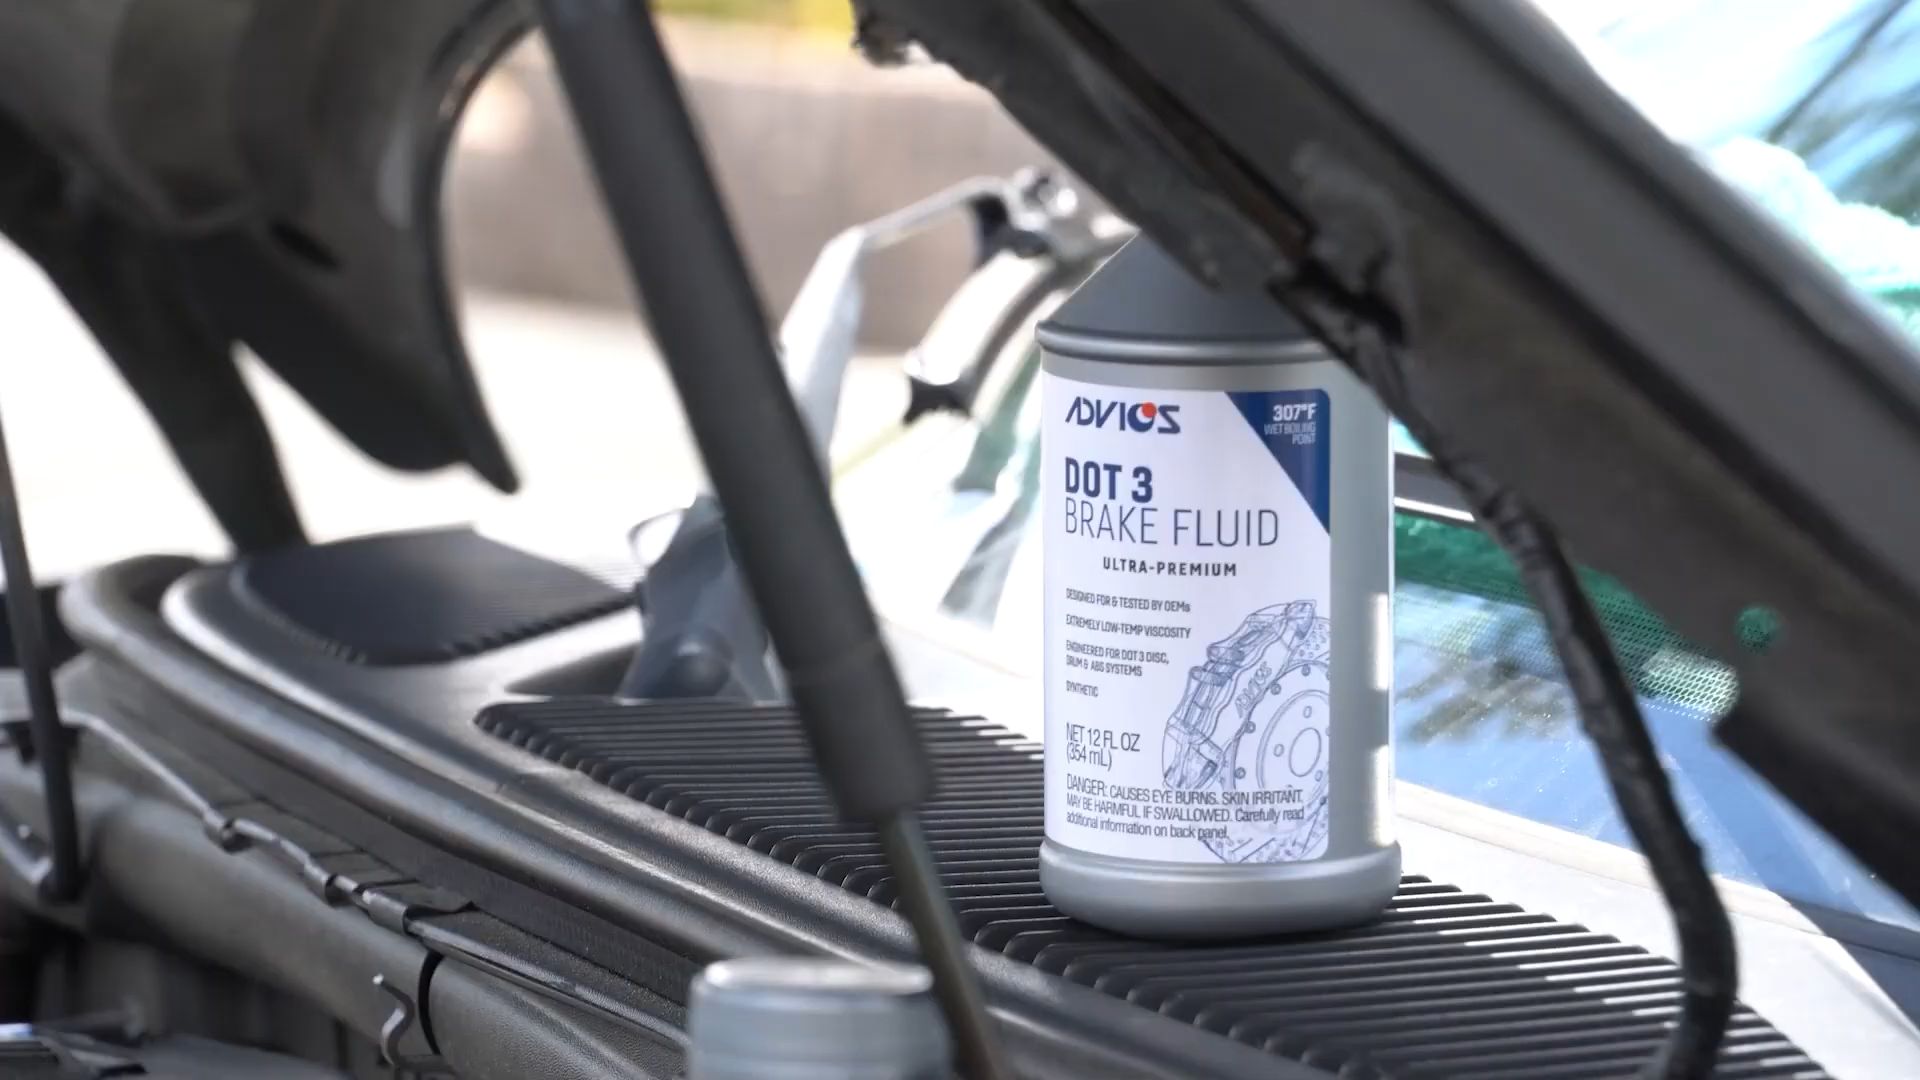 ADVICS
307°F
WET BOILING
POINT
DOT 3
BRAKE FLUID
ULTRA-PREMIUM
DESIGNED FOR & TESTED BY OEMs
EXTREMELY LOW-TEMP VISCOSITY
ENGINEERED FOR DOT 3 DISC,
DRUM & ABS SYSTEMS
SYNTHETIC
ADVICS
NET 12 FL OZ
(354 mL)
DANGER: CAUSES EYE BURNS. SKIN IRRITANT.
MAY BE HARMFUL IF SWALLOWED. Carefully read
additional information on back panel.